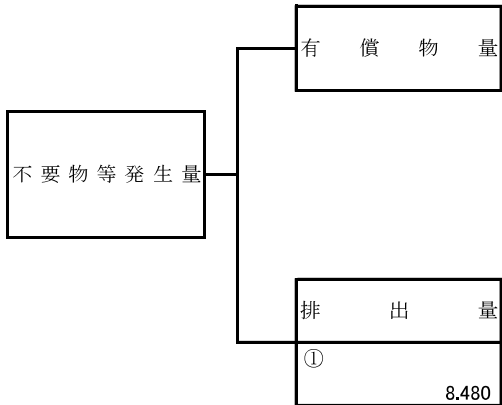 有償物量
不要物等発生量
排出量
①
8.480